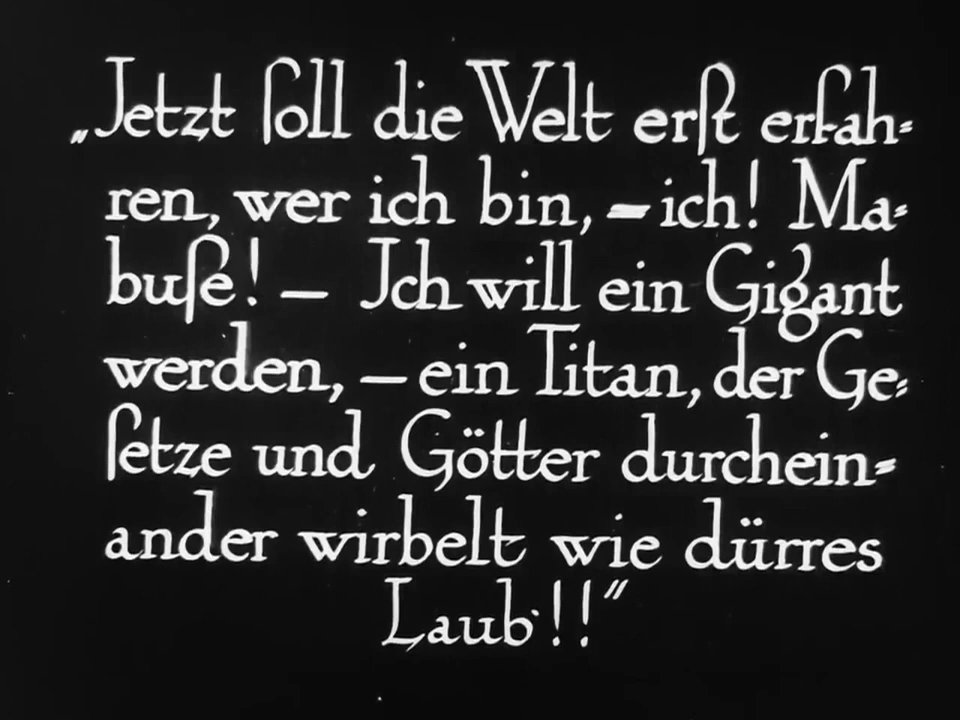 „Jetzt ſoll die Welt erſt erfah=
ren, wer ich bin, – ich! Ma=
buſe! – Ich will ein Gigant
werden, – ein Titan, der Ge=
ſetze und Götter durchein=
ander wirbelt wie dürres
Laub!!“